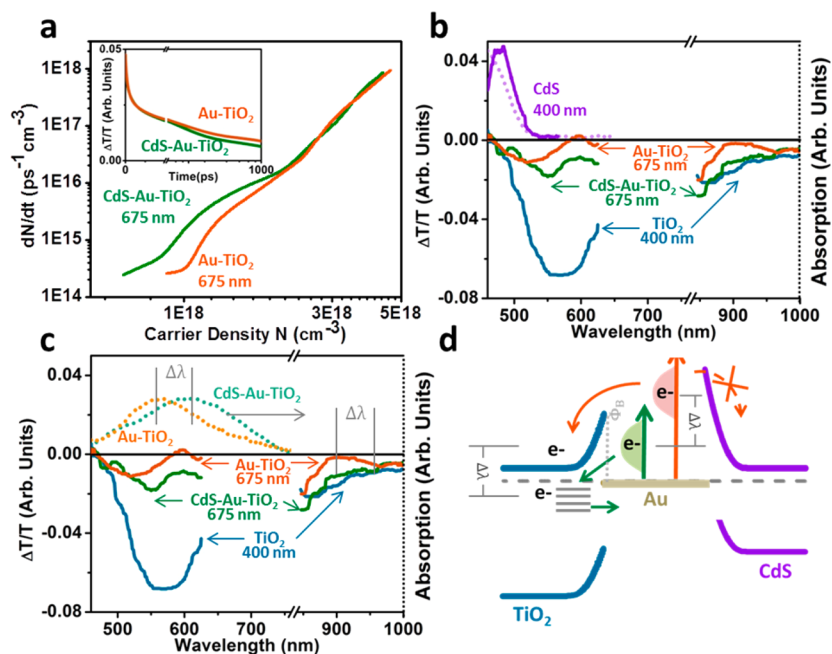 a
dN/dt (ps⁻¹ cm⁻³)
1E18
1E17
1E16
1E15
1E14
ΔT/T (Arb. Units)
0.05
0.00
0
1000
Time(ps)
Au-TiO₂
CdS-Au-TiO₂
CdS-Au-TiO₂
675 nm
Au-TiO₂
675 nm
1E18
3E18
5E18
Carrier Density N (cm⁻³)
b
ΔT/T (Arb. Units)
0.04
0.00
-0.04
-0.08
CdS
400 nm
Au-TiO₂
675 nm
CdS-Au-TiO₂
675 nm
TiO₂
400 nm
500
600
700
800
900
1000
Wavelength (nm)
Absorption (Arb. Units)
c
ΔT/T (Arb. Units)
0.04
0.00
-0.04
-0.08
Δλ
CdS-Au-TiO₂
Au-TiO₂
Δλ
Au-TiO₂
675 nm
CdS-Au-TiO₂
675 nm
TiO₂
400 nm
500
600
700
900
1000
Wavelength (nm)
Absorption (Arb. Units)
d
e-
Φ_B
e-
Δλ
e-
Δλ
e-
Au
TiO₂
CdS